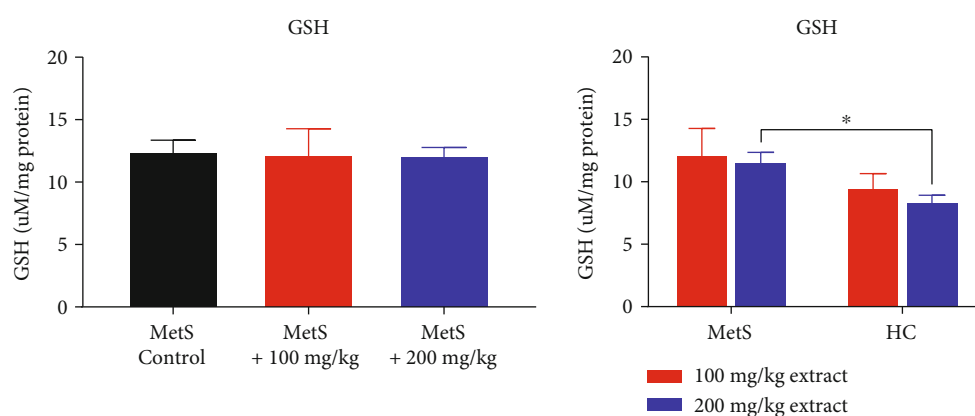 GSH
GSH (uM/mg protein)
20
15
10
5
0
MetS
Control
MetS
+ 100 mg/kg
MetS
+ 200 mg/kg
GSH
GSH (uM/mg protein)
20
15
10
5
0
*
MetS
HC
100 mg/kg extract
200 mg/kg extract